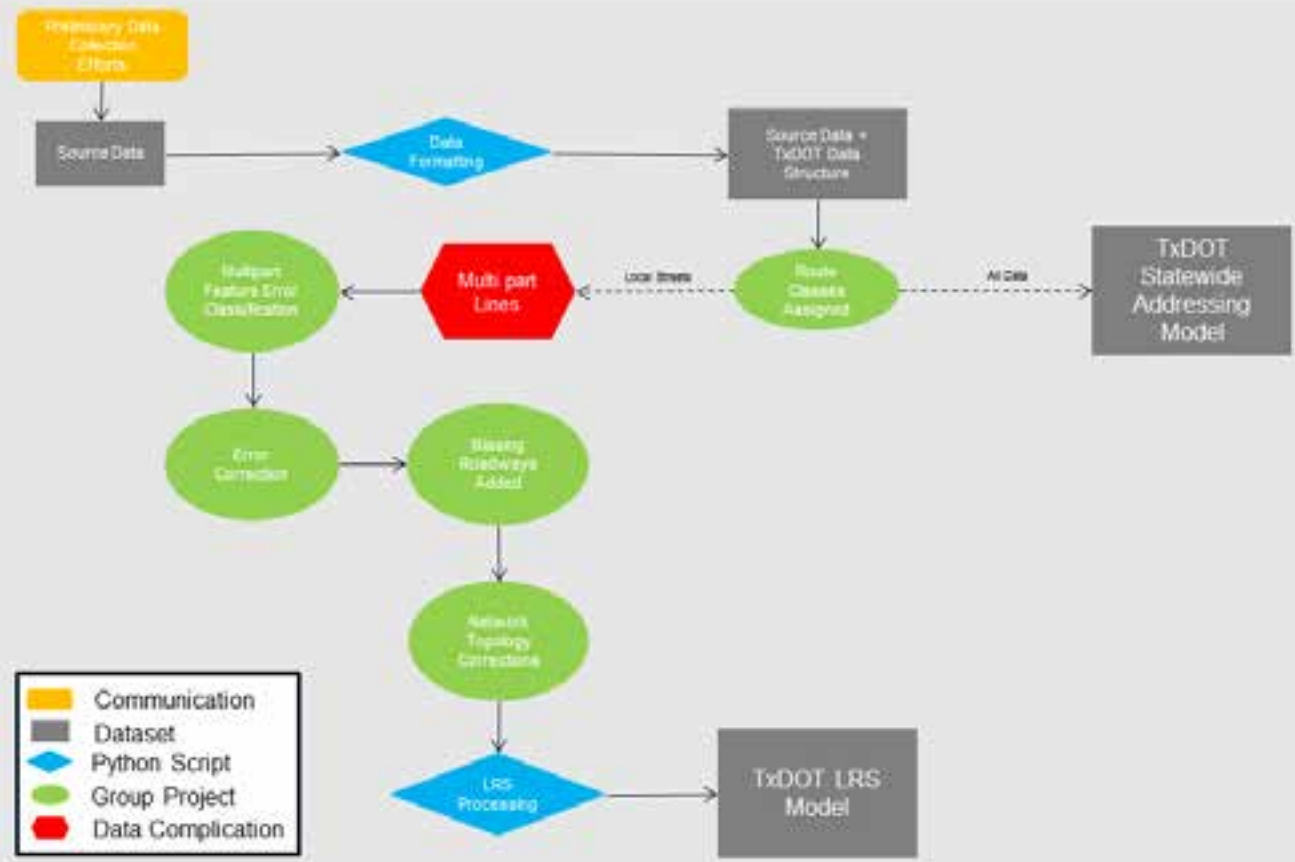 Preliminary Data
Collection
Efforts
Source Data
Data
Formatting
Source Data +
TxDOT Data
Structure
Multipart
Feature Error
Classification
Multi part
Lines
Local Streets
Route
Classes
Assigned
All Data
TxDOT
Statewide
Addressing
Model
Error
Correction
Roadways
Added
Network
Topology
Corrections
LRS
Processing
TxDOT LRS
Model
Communication
Dataset
Python Script
Group Project
Data Complication